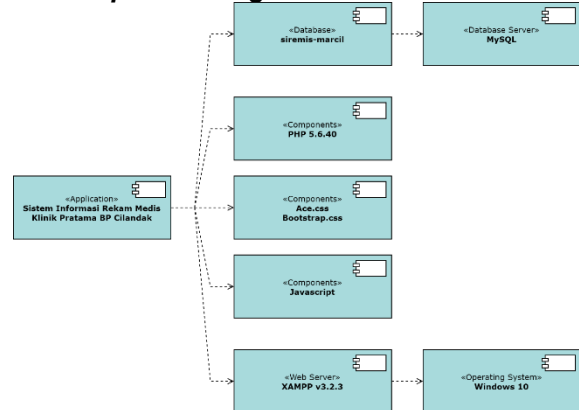 «Database»
siremis-marcil
«Database Server»
MySQL
«Components»
PHP 5.6.40
«Application»
Sistem Informasi Rekam Medis
Klinik Pratama BP Cilandak
«Components»
Ace.css
Bootstrap.css
«Components»
Javascript
«Web Server»
XAMPP v3.2.3
«Operating System»
Windows 10